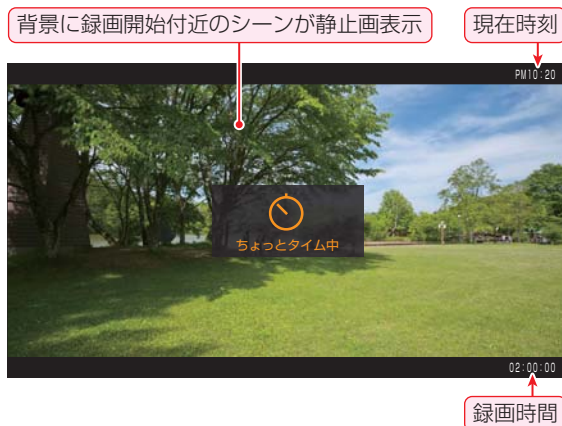 背景に録画開始付近のシーンが静止画表示
現在時刻
PM10:20
ちょっとタイム中
02:00:00
録画時間